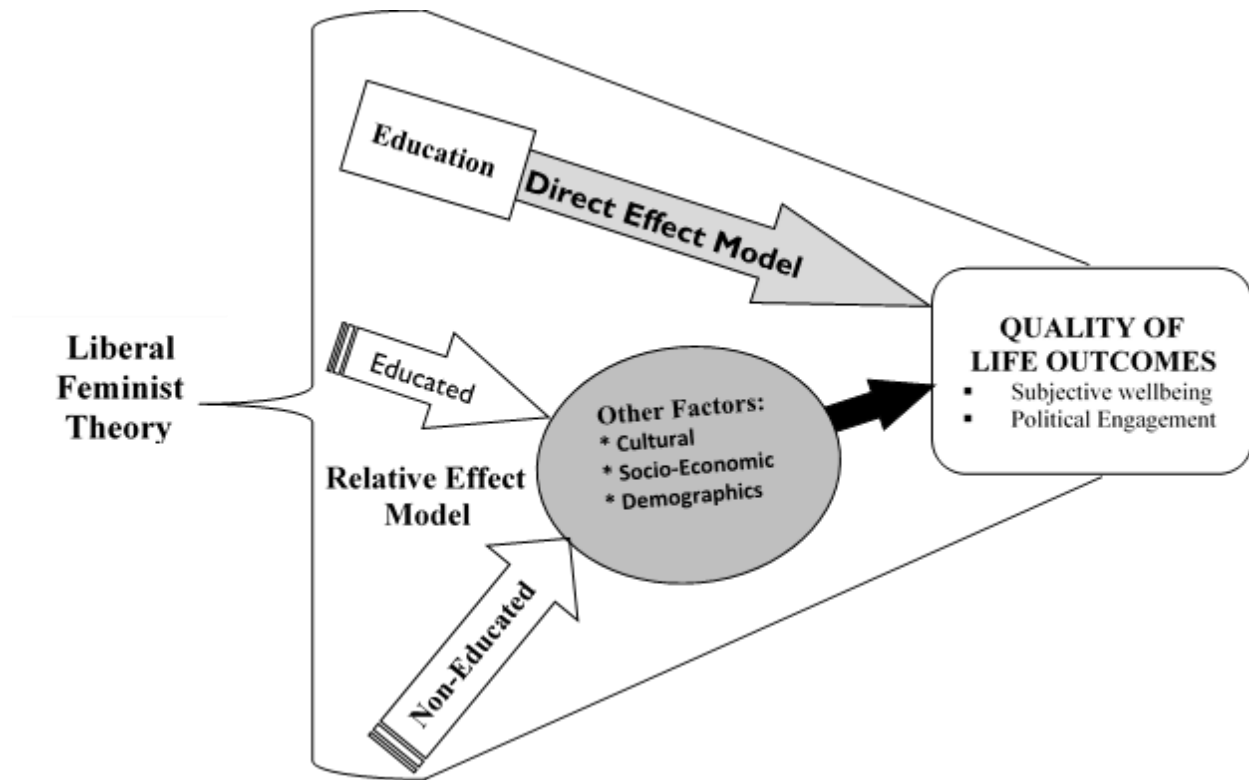 Education
Direct Effect Model
Liberal
Feminist
Theory
Educated
Relative Effect
Model
Non-Educated
Other Factors:
* Cultural
* Socio-Economic
* Demographics
QUALITY OF
LIFE OUTCOMES
▪ Subjective wellbeing
▪ Political Engagement